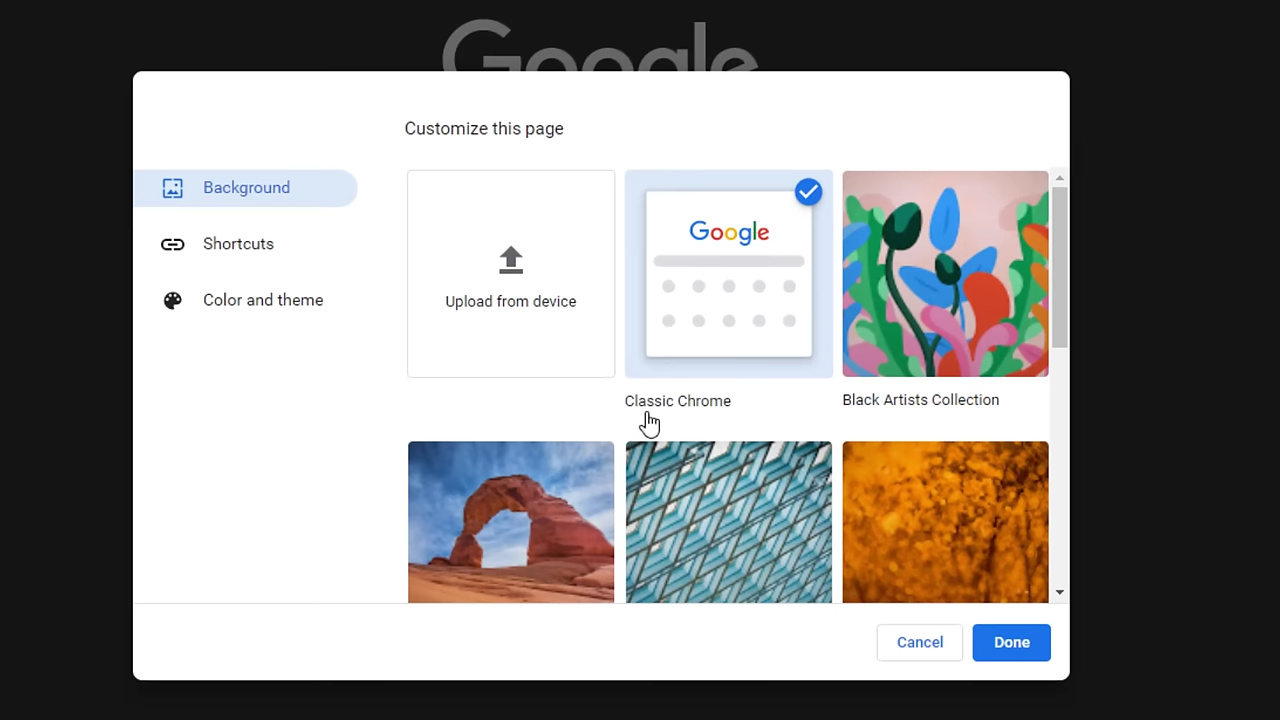 Google
Customize this page
Background
Shortcuts
Color and theme
Upload from device
Google
Classic Chrome
Black Artists Collection
Cancel
Done